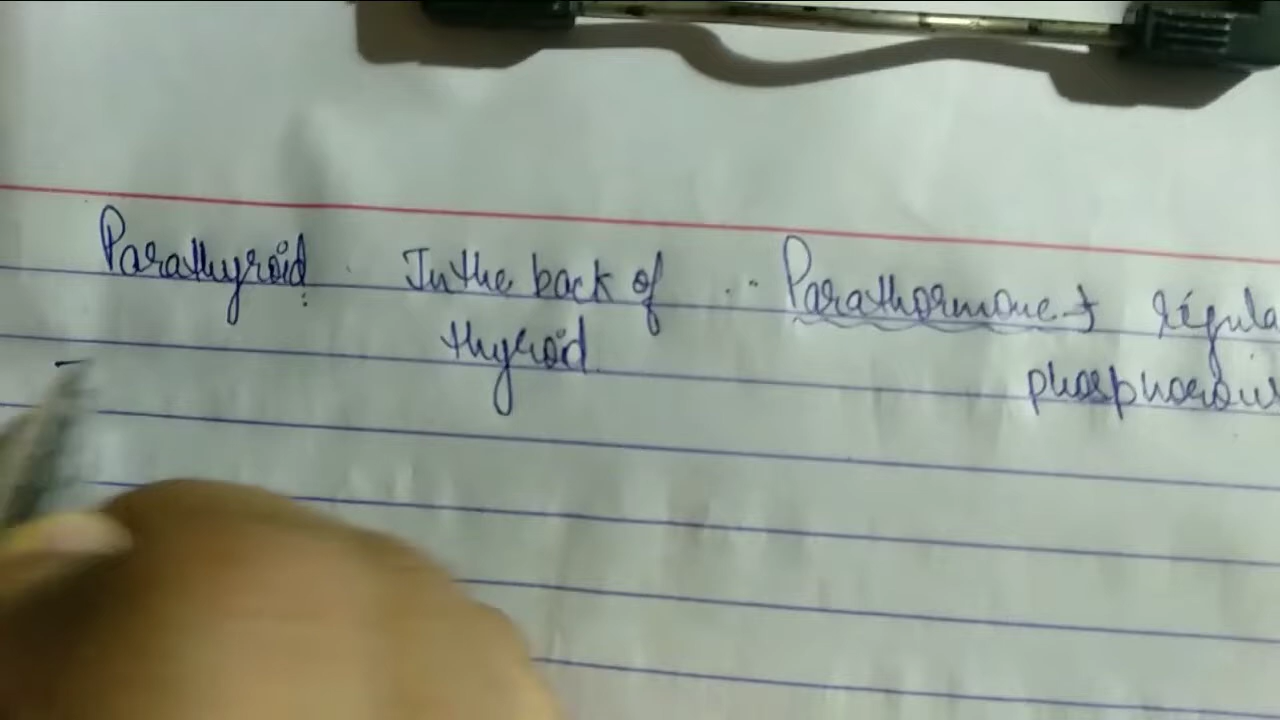 Parathyroid : In the back of .. Parathormone → regula
thyroid phosphorous